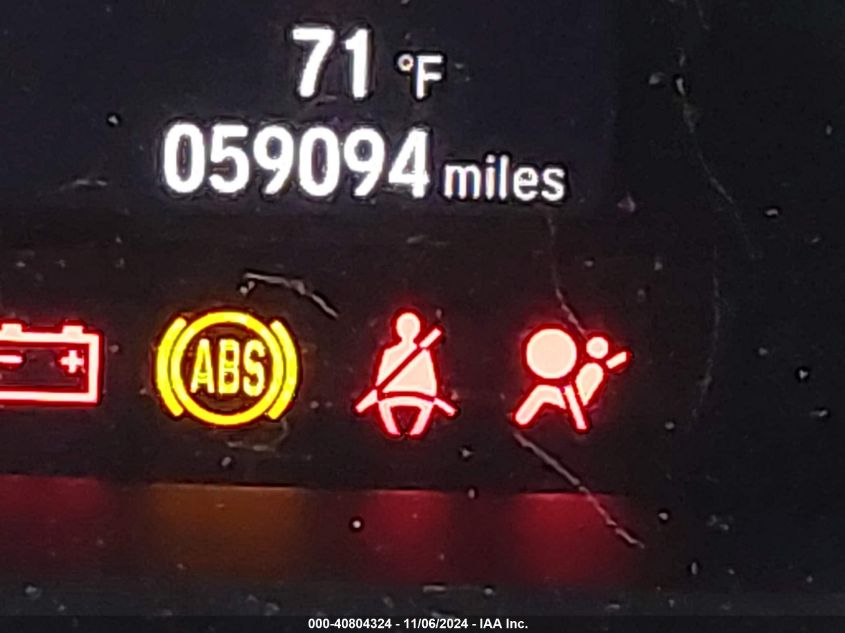 71 °F
059094 miles
ABS
000-40804324 - 11/06/2024 - IAA Inc.